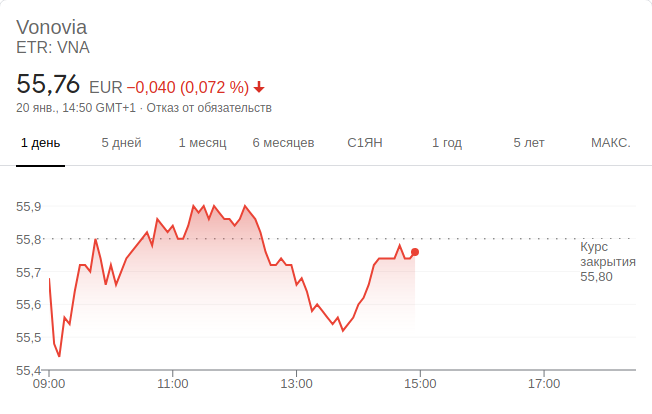 Vonovia
ETR: VNA
55,76 EUR −0,040 (0,072 %)
20 янв., 14:50 GMT+1 · Отказ от обязательств
1 день 5 дней 1 месяц 6 месяцев С1ЯН 1 год 5 лет МАКС.
55,9
55,8
Курс
закрытия
55,80
55,7
55,6
55,5
55,4
09:00 11:00 13:00 15:00 17:00